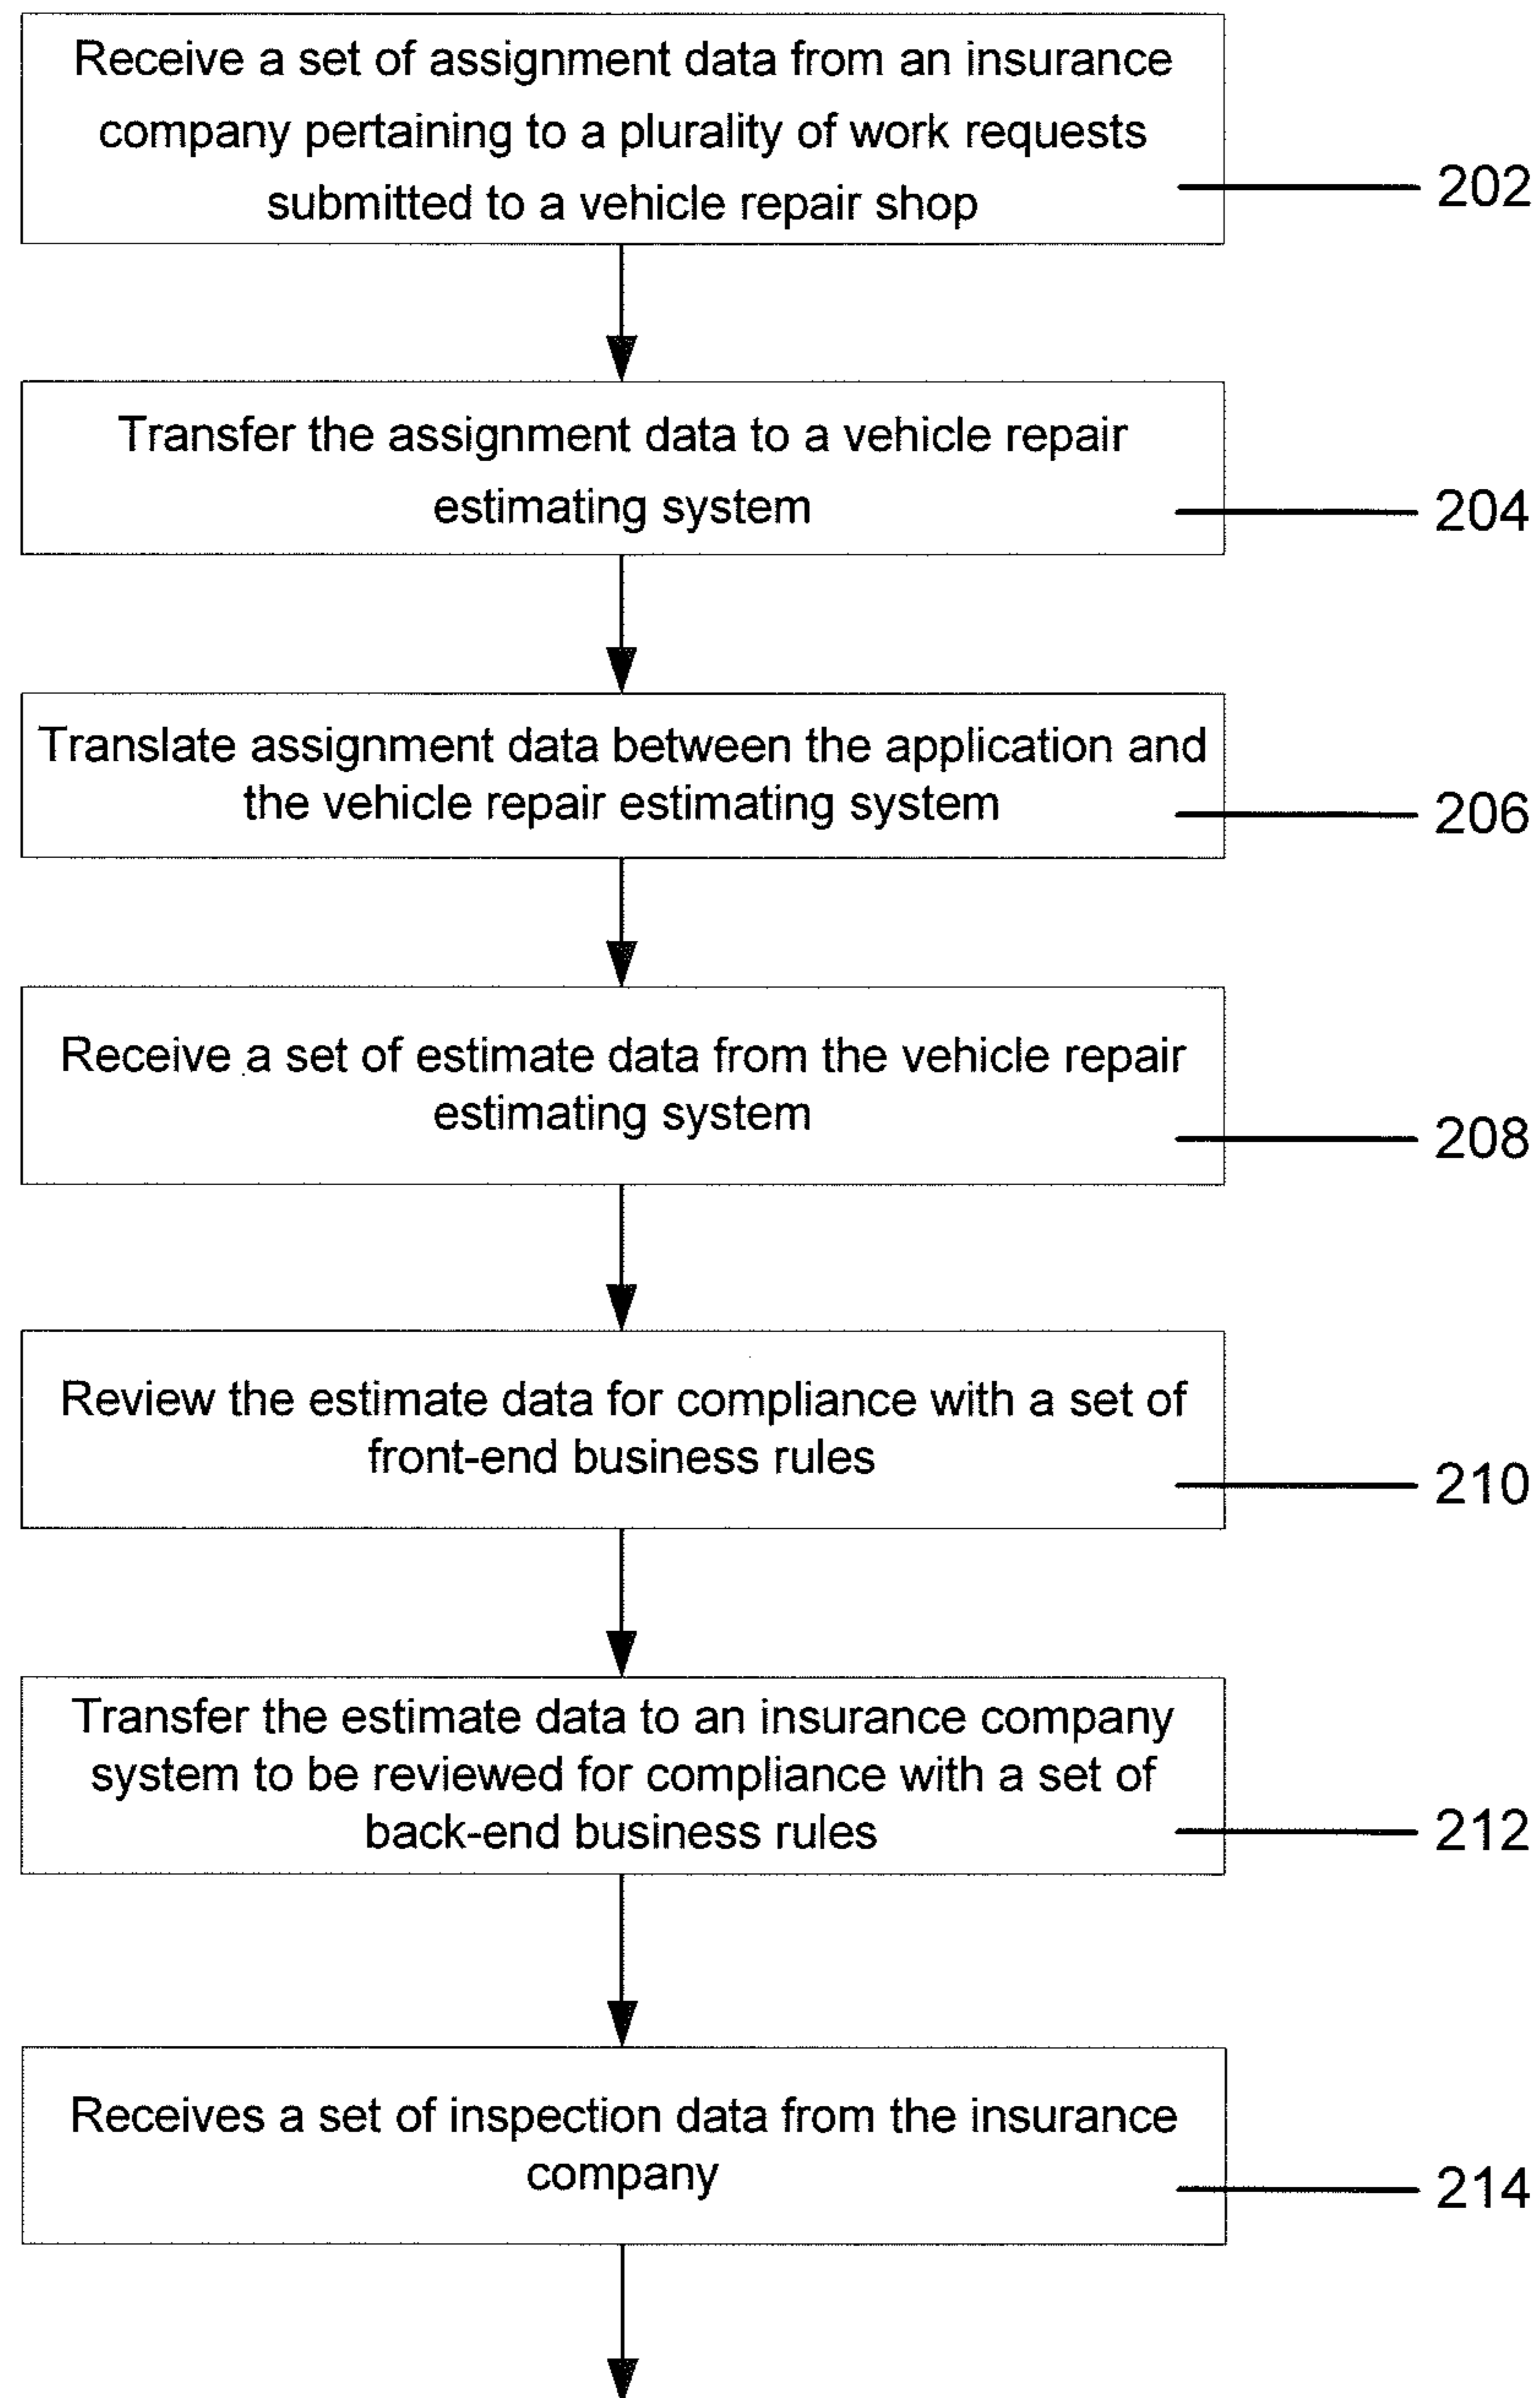 Receive a set of assignment data from an insurance
company pertaining to a plurality of work requests
submitted to a vehicle repair shop
202
Transfer the assignment data to a vehicle repair
estimating system
204
Translate assignment data between the application and
the vehicle repair estimating system
206
Receive a set of estimate data from the vehicle repair
estimating system
208
Review the estimate data for compliance with a set of
front-end business rules
210
Transfer the estimate data to an insurance company
system to be reviewed for compliance with a set of
back-end business rules
212
Receives a set of inspection data from the insurance
company
214